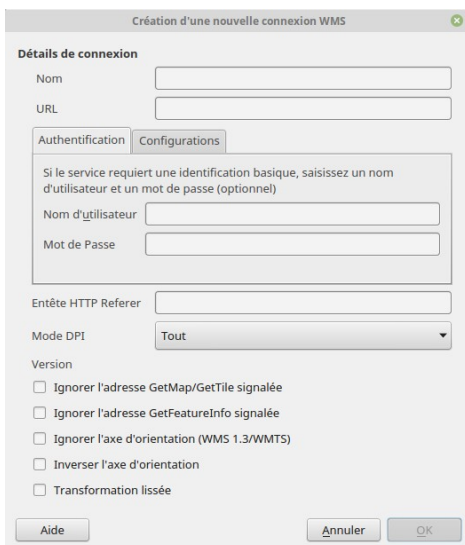 Création d'une nouvelle connexion WMS
Détails de connexion
Nom
URL
Authentification
Configurations
Si le service requiert une identification basique, saisissez un nom
d'utilisateur et un mot de passe (optionnel)
Nom d'utilisateur
Mot de Passe
Entête HTTP Referer
Mode DPI
Tout
Version
Ignorer l'adresse GetMap/GetTile signalée
Ignorer l'adresse GetFeatureInfo signalée
Ignorer l'axe d'orientation (WMS 1.3/WMTS)
Inverser l'axe d'orientation
Transformation lissée
Aide
Annuler
OK